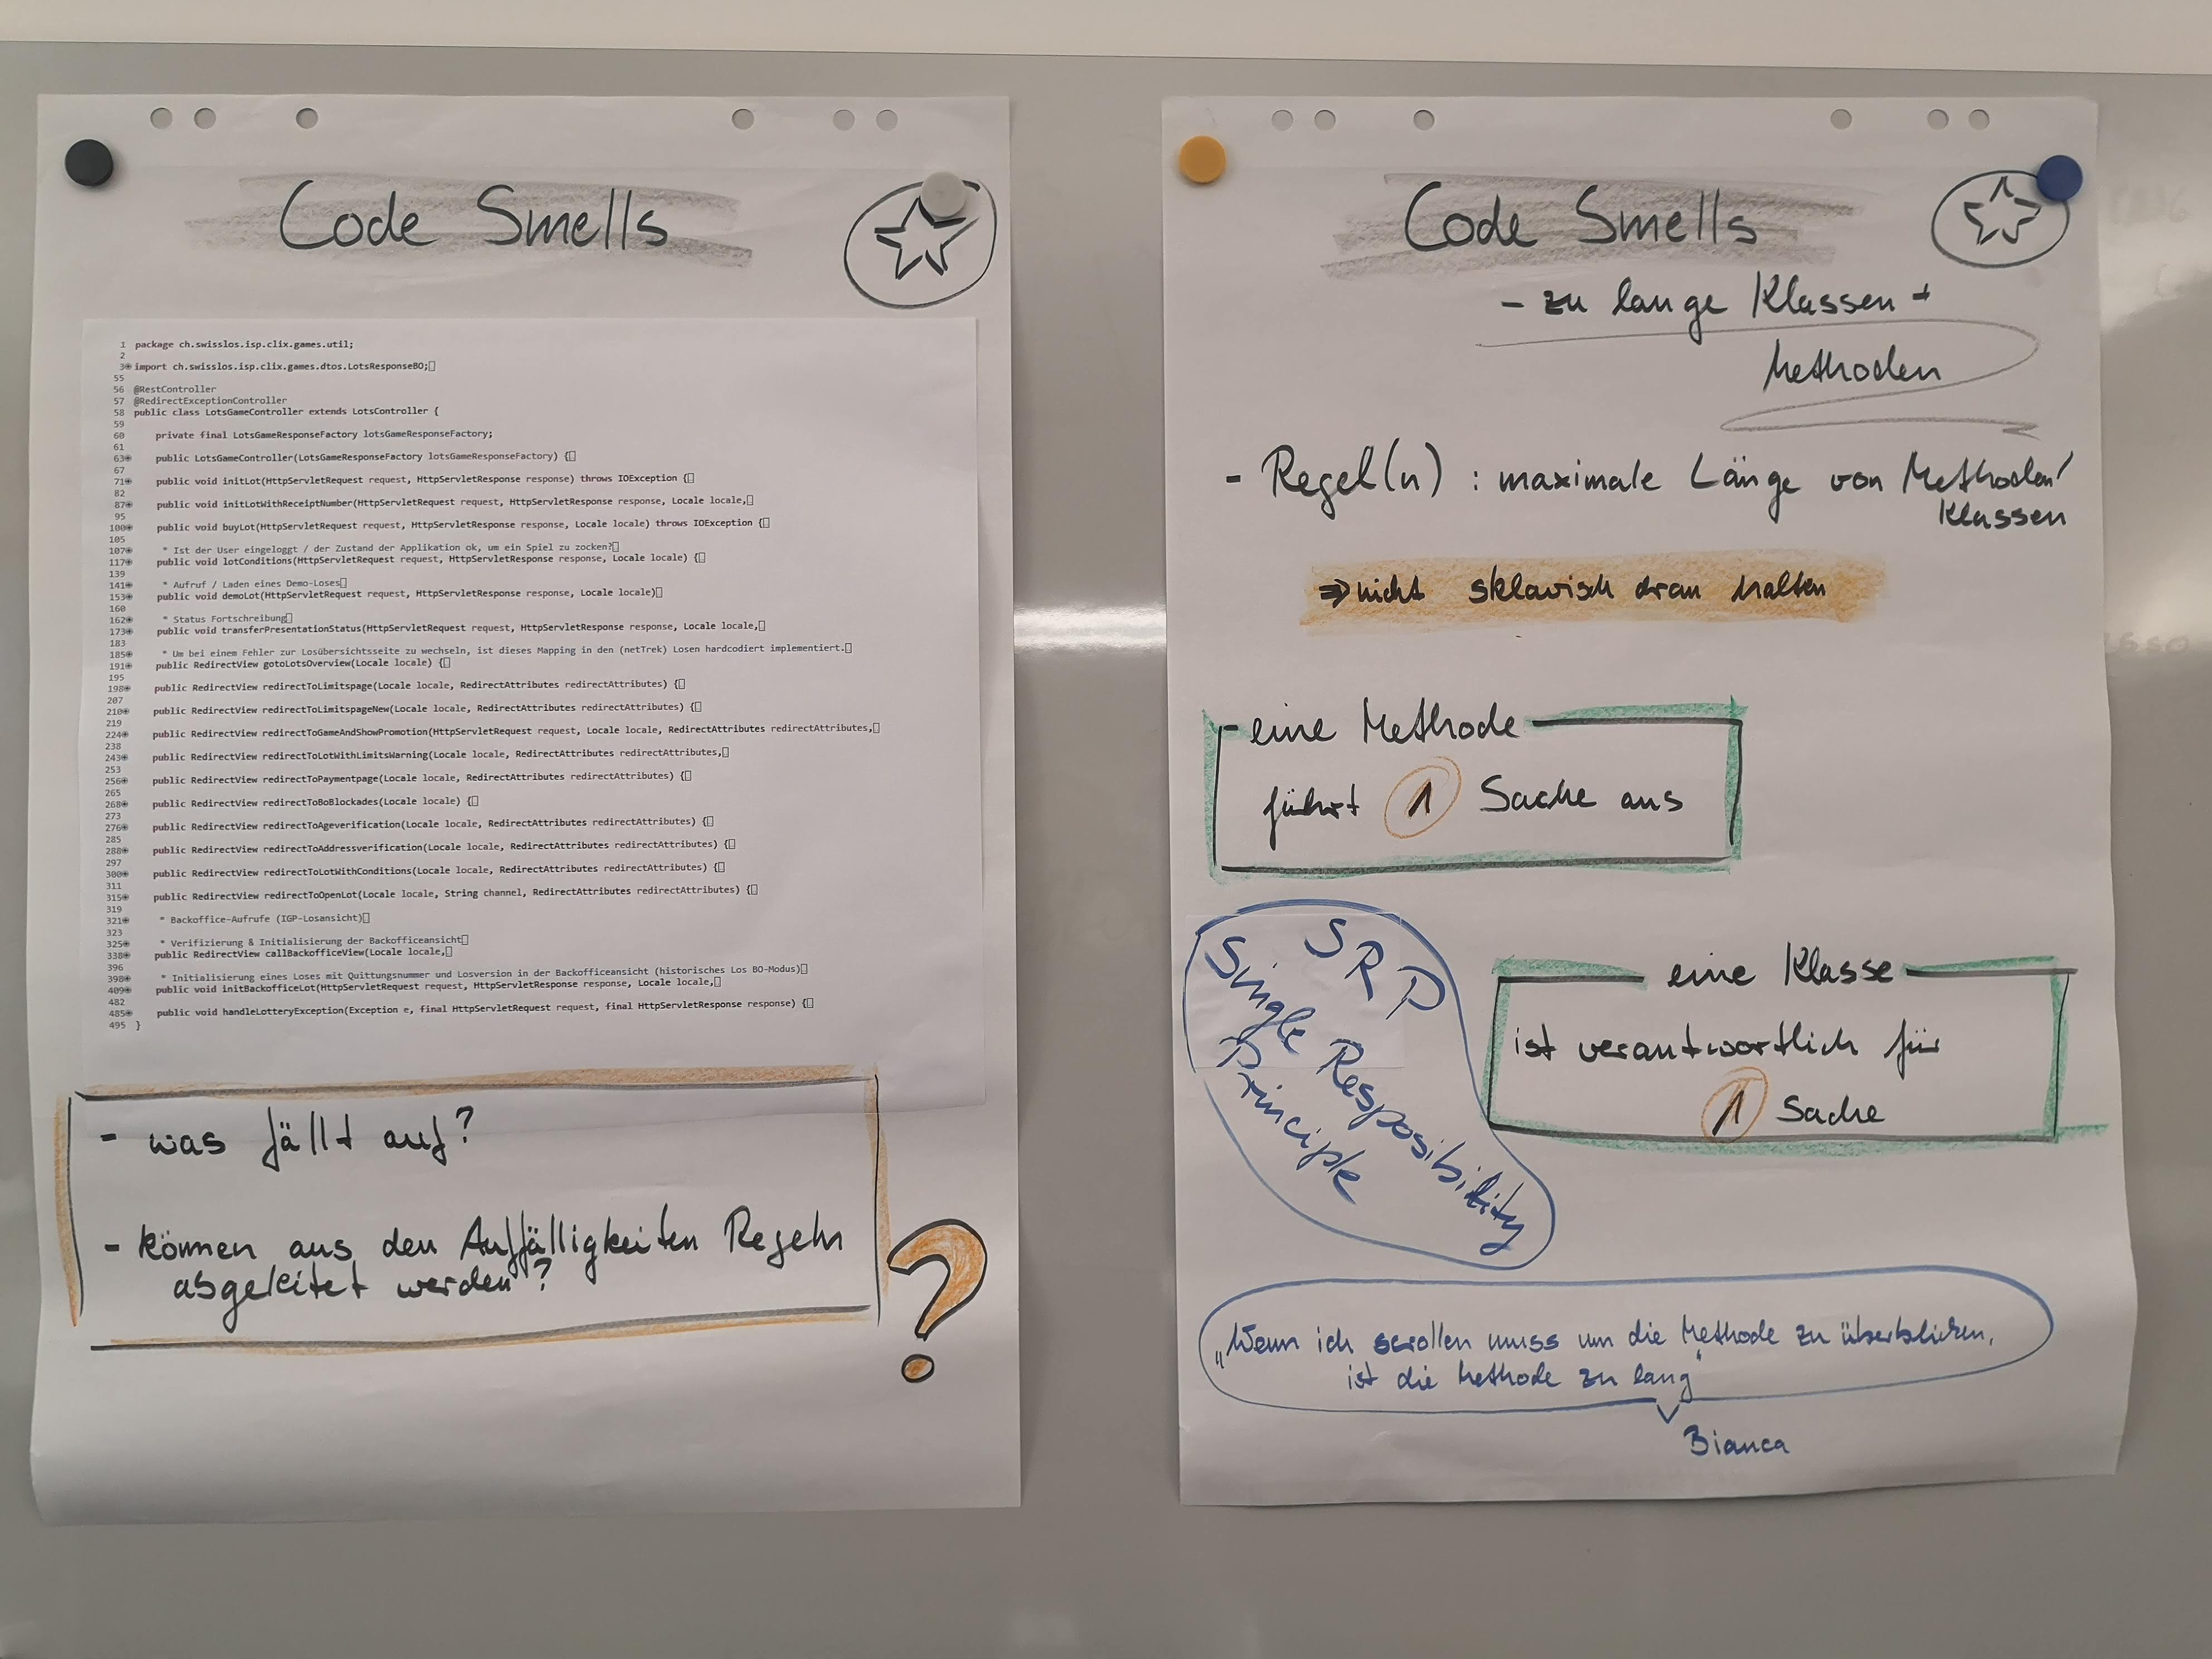 Code Smells
1 package ch.swisslos.isp.clix.games.util;
2
3 import ch.swisslos.isp.clix.games.dtos.LotsResponseBO;
55
56 @RestController
57 @RedirectExceptionController
58 public class LotsGameController extends LotsController {
59
60 private final LotsGameResponseFactory lotsGameResponseFactory;
61
63 public LotsGameController(LotsGameResponseFactory lotsGameResponseFactory) {
67
71 public void initLot(HttpServletRequest request, HttpServletResponse response) throws IOException {
82
87 public void initLotWithReceiptNumber(HttpServletRequest request, HttpServletResponse response, Locale locale,
95
100 public void buyLot(HttpServletRequest request, HttpServletResponse response, Locale locale) throws IOException {
105
107 * Ist der User eingeloggt / der Zustand der Applikation ok, um ein Spiel zu zocken?
117 public void lotConditions(HttpServletRequest request, HttpServletResponse response, Locale locale) {
139
141 * Aufruf / Laden eines Demo-Loses
153 public void demoLot(HttpServletRequest request, HttpServletResponse response, Locale locale)
160
162 * Status Fortschreibung
173 public void transferPresentationStatus(HttpServletRequest request, HttpServletResponse response, Locale locale,
183
185 * Um bei einem Fehler zur Losübersichtsseite zu wechseln, ist dieses Mapping in den (netTrek) Losen hardcodiert implementiert.
191 public RedirectView gotoLotsOverview(Locale locale) {
195
198 public RedirectView redirectToLimitspage(Locale locale, RedirectAttributes redirectAttributes) {
207
210 public RedirectView redirectToLimitspageNew(Locale locale, RedirectAttributes redirectAttributes) {
219
224 public RedirectView redirectToGameAndShowPromotion(HttpServletRequest request, Locale locale, RedirectAttributes redirectAttributes,
238
243 public RedirectView redirectToLotWithLimitsWarning(Locale locale, RedirectAttributes redirectAttributes,
253
256 public RedirectView redirectToPaymentpage(Locale locale, RedirectAttributes redirectAttributes) {
265
268 public RedirectView redirectToBoBlockades(Locale locale) {
273
276 public RedirectView redirectToAgeverification(Locale locale, RedirectAttributes redirectAttributes) {
285
288 public RedirectView redirectToAddressverification(Locale locale, RedirectAttributes redirectAttributes) {
297
300 public RedirectView redirectToLotWithConditions(Locale locale, RedirectAttributes redirectAttributes) {
311
315 public RedirectView redirectToOpenLot(Locale locale, String channel, RedirectAttributes redirectAttributes) {
319
321 * Backoffice-Aufrufe (IGP-Losansicht)
323
325 * Verifizierung & Initialisierung der Backofficeansicht
338 public RedirectView callBackofficeView(Locale locale,
396
398 * Initialisierung eines Loses mit Quittungsnummer und Losversion in der Backofficeansicht (historisches Los BO-Modus)
409 public void initBackofficeLot(HttpServletRequest request, HttpServletResponse response, Locale locale,
482
485 public void handleLotteryException(Exception e, final HttpServletRequest request, final HttpServletResponse response) {
495 }
- was fällt auf?
- können aus den Auffälligkeiten Regeln
abgeleitet werden?
?
Code Smells
- zu lange Klassen +
Methoden
- Regel(n) : maximale Länge von Methoden/
Klassen
⇒ nicht sklavisch dran halten
- eine Methode
führt 1 Sache aus
SRP
Single Resposibility
Principle
eine Klasse
ist verantwortlich für
1 Sache
„Wenn ich scrollen muss um die Methode zu überblicken,
ist die Methode zu lang"
Bianca